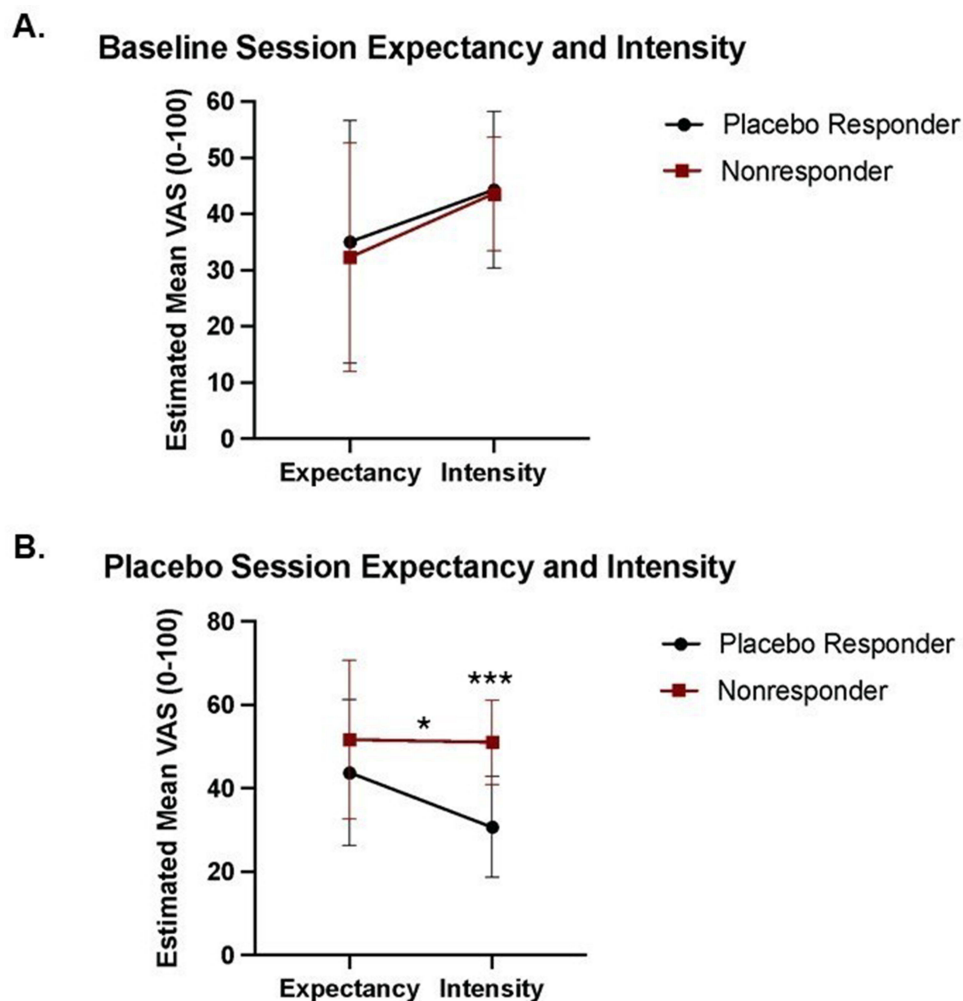 A.
Baseline Session Expectancy and Intensity
Estimated Mean VAS (0-100)
60
50
40
30
20
10
0
Expectancy Intensity
Placebo Responder
Nonresponder
B.
Placebo Session Expectancy and Intensity
Estimated Mean VAS (0-100)
80
60
40
20
0
***
*
Expectancy Intensity
Placebo Responder
Nonresponder